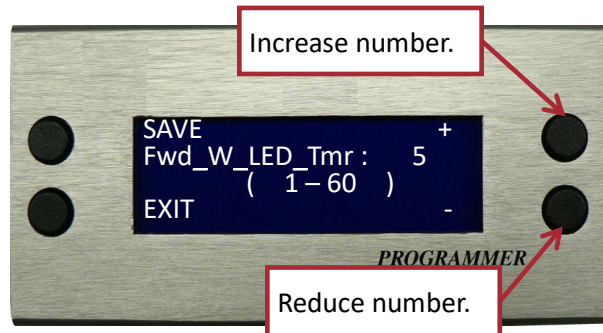 Increase number.
SAVE +
Fwd_W_LED_Tmr : 5
( 1 – 60 )
EXIT -
PROGRAMMER
Reduce number.